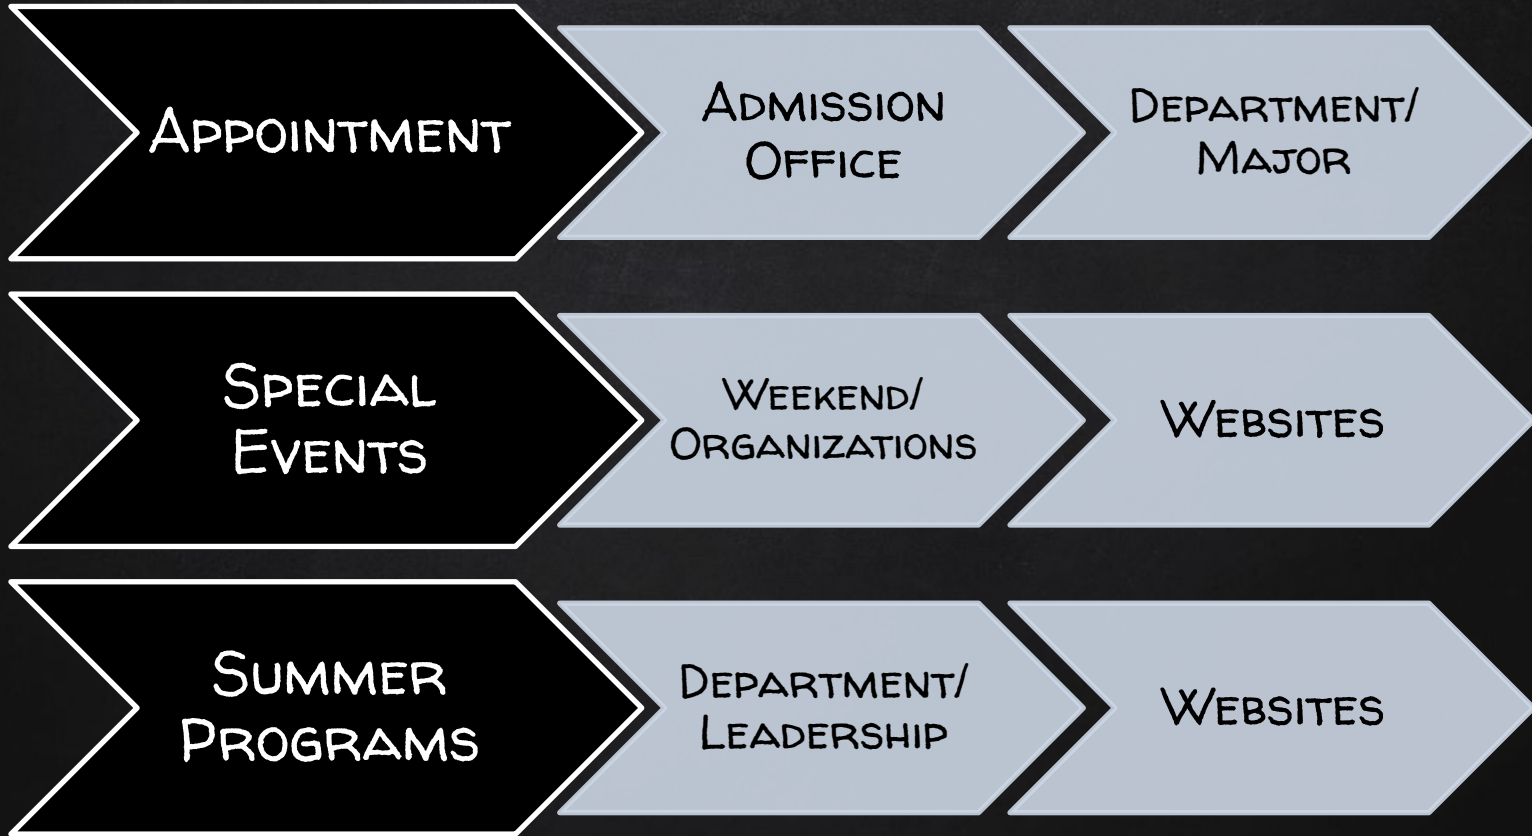 Appointment
Admission
Office
Department/
Major
Special
Events
Weekend/
Organizations
Websites
Summer
Programs
Department/
Leadership
Websites